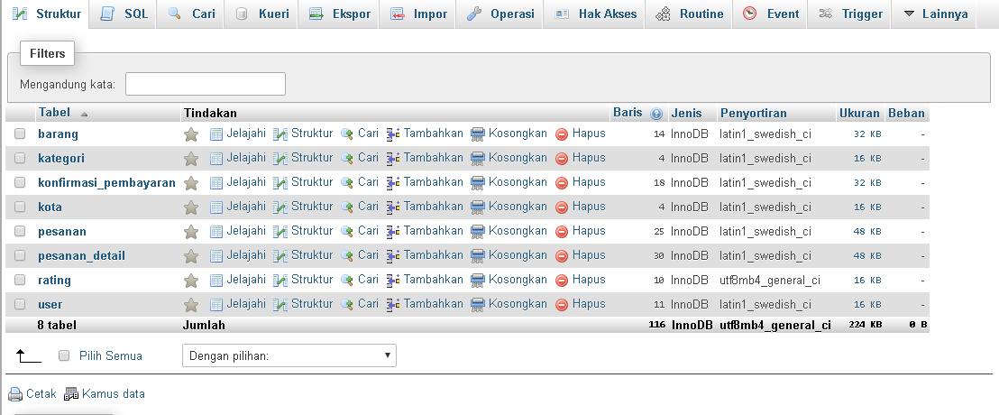 Struktur SQL Cari Kueri Ekspor Impor Operasi Hak Akses Routine Event Trigger Lainnya
Filters
Mengandung kata:
Tabel Tindakan Baris Jenis Penyortiran Ukuran Beban
barang Jelajahi Struktur Cari Tambahkan Kosongkan Hapus 14 InnoDB latin1_swedish_ci 32 KB -
kategori Jelajahi Struktur Cari Tambahkan Kosongkan Hapus 4 InnoDB latin1_swedish_ci 16 KB -
konfirmasi_pembayaran Jelajahi Struktur Cari Tambahkan Kosongkan Hapus 18 InnoDB latin1_swedish_ci 32 KB -
kota Jelajahi Struktur Cari Tambahkan Kosongkan Hapus 4 InnoDB latin1_swedish_ci 16 KB -
pesanan Jelajahi Struktur Cari Tambahkan Kosongkan Hapus 25 InnoDB latin1_swedish_ci 48 KB -
pesanan_detail Jelajahi Struktur Cari Tambahkan Kosongkan Hapus 30 InnoDB latin1_swedish_ci 48 KB -
rating Jelajahi Struktur Cari Tambahkan Kosongkan Hapus 10 InnoDB utf8mb4_general_ci 16 KB -
user Jelajahi Struktur Cari Tambahkan Kosongkan Hapus 11 InnoDB latin1_swedish_ci 16 KB -
8 tabel Jumlah 116 InnoDB utf8mb4_general_ci 224 KB 0 B
Pilih Semua Dengan pilihan:
Cetak Kamus data